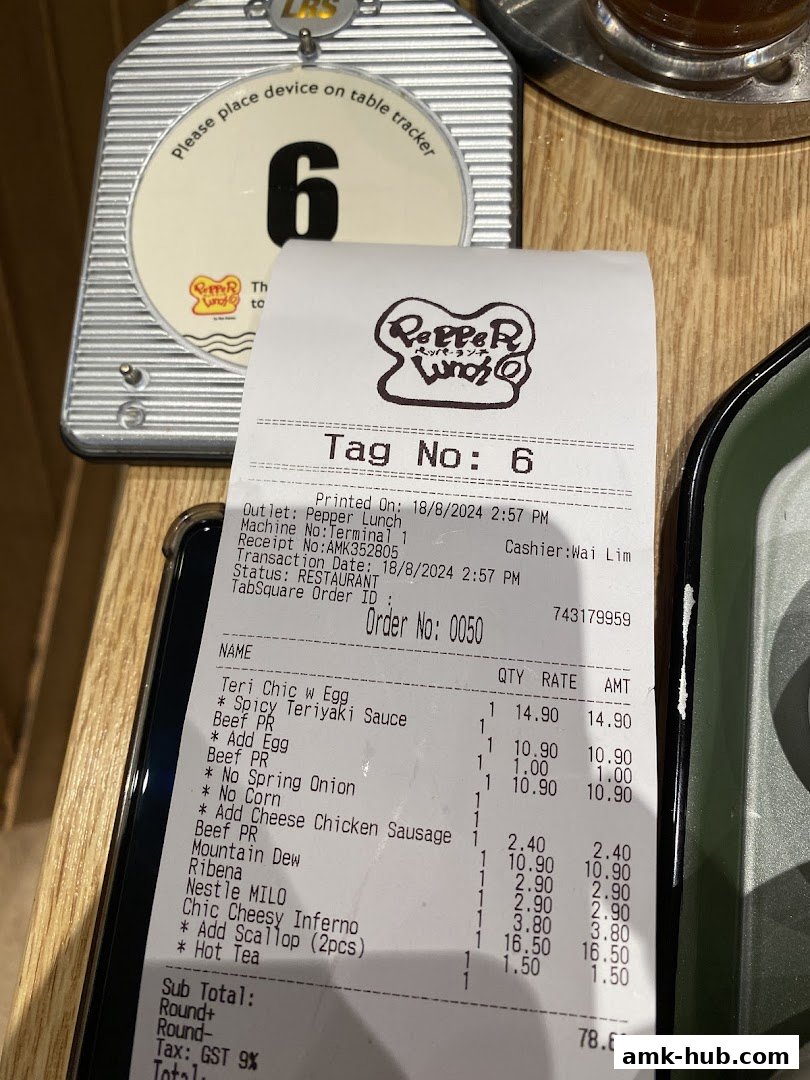 LRS
Please place device on table tracker
6
PEPPER Lunch
Th
to
PEPPER
ペッパーランチ
Lunch
Tag No: 6
Printed On: 18/8/2024 2:57 PM
Outlet: Pepper Lunch
Machine No:Terminal 1 Cashier:Wai Lim
Receipt No:AMK352805
Transaction Date: 18/8/2024 2:57 PM
Status: RESTAURANT
TabSquare Order ID : 743179959
Order No: 0050
NAME QTY RATE AMT
Teri Chic w Egg 1 14.90 14.90
* Spicy Teriyaki Sauce 1
Beef PR 1 10.90 10.90
* Add Egg 1 1.00 1.00
Beef PR 1 10.90 10.90
* No Spring Onion 1
* No Corn 1
* Add Cheese Chicken Sausage 1 2.40 2.40
Beef PR 1 10.90 10.90
Mountain Dew 1 2.90 2.90
Ribena 1 2.90 2.90
Nestle MILO 1 3.80 3.80
Chic Cheesy Inferno 1 16.50 16.50
* Add Scallop (2pcs) 1 1.50 1.50
* Hot Tea 1
Sub Total: 78.6
Round+
Round-
Tax: GST 9%
Total:
amk-hub.com